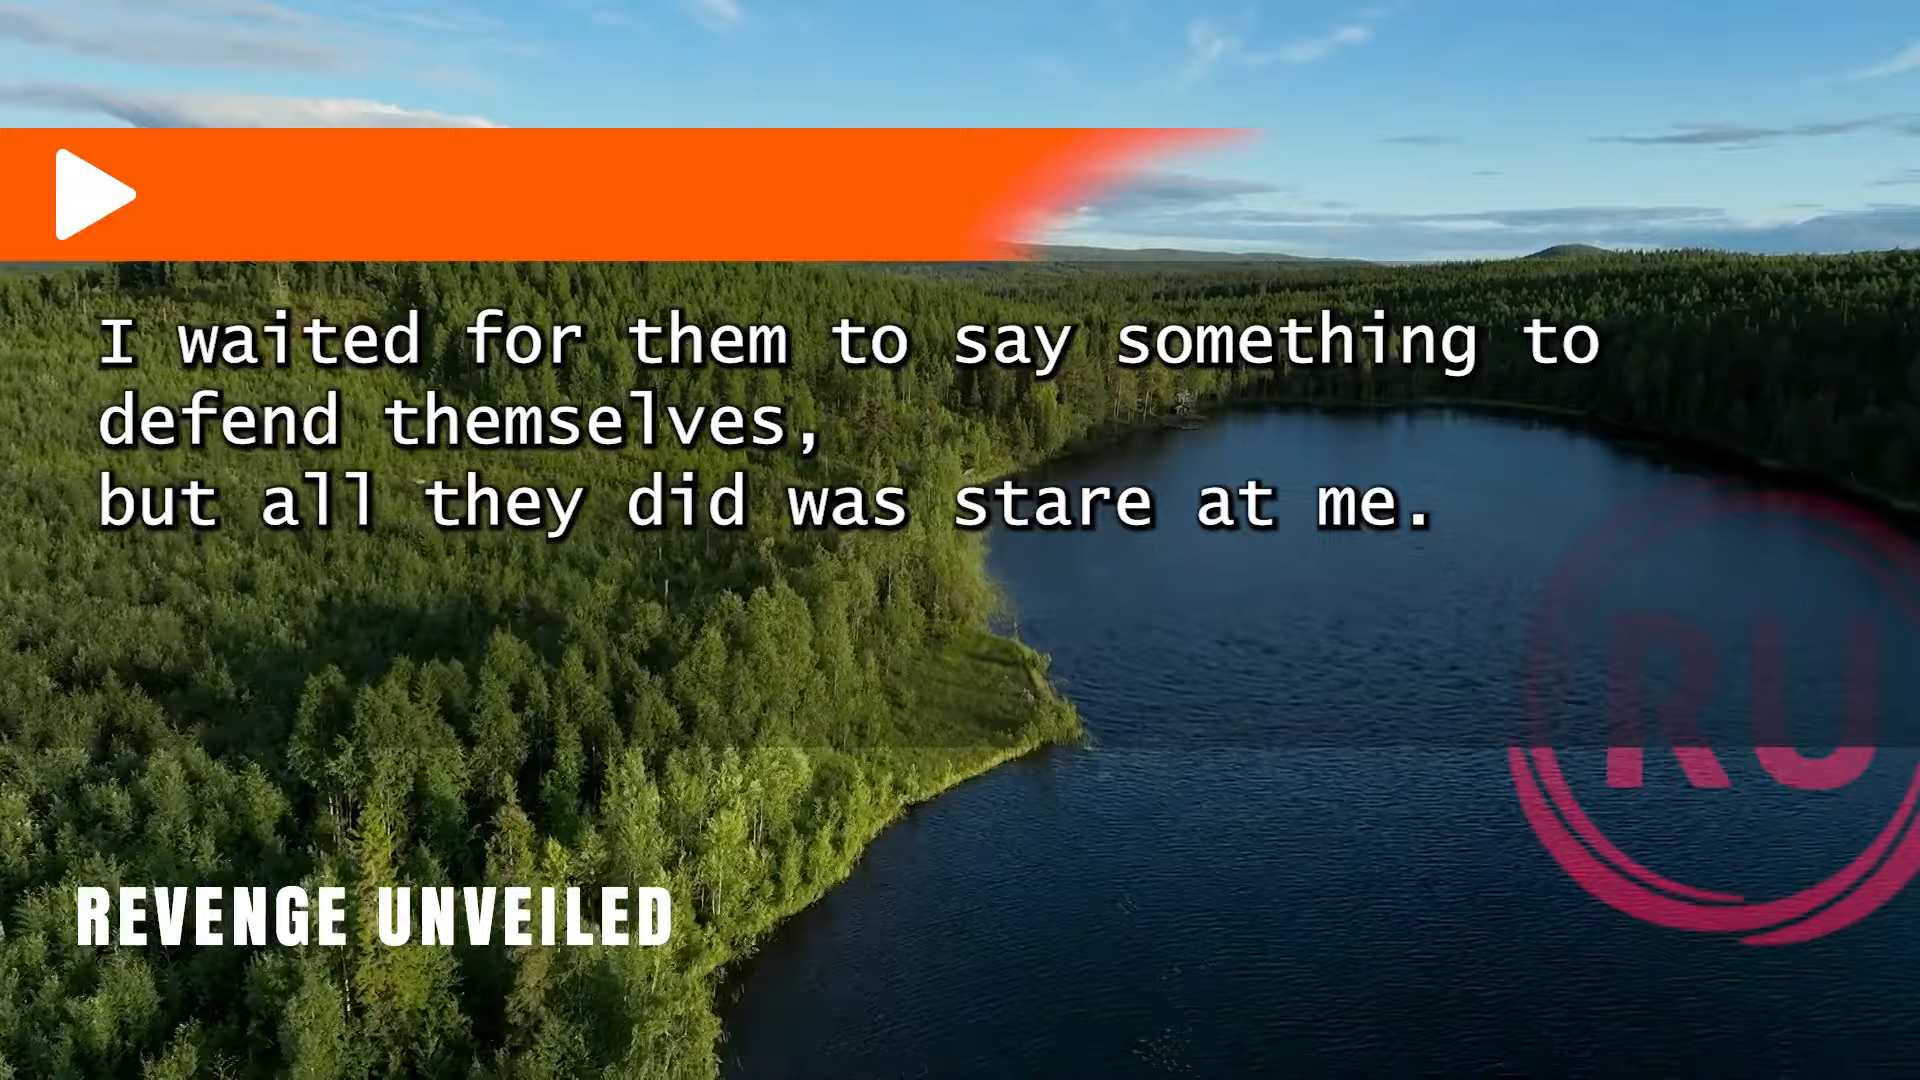 I waited for them to say something to
defend themselves,
but all they did was stare at me.
RU
REVENGE UNVEILED